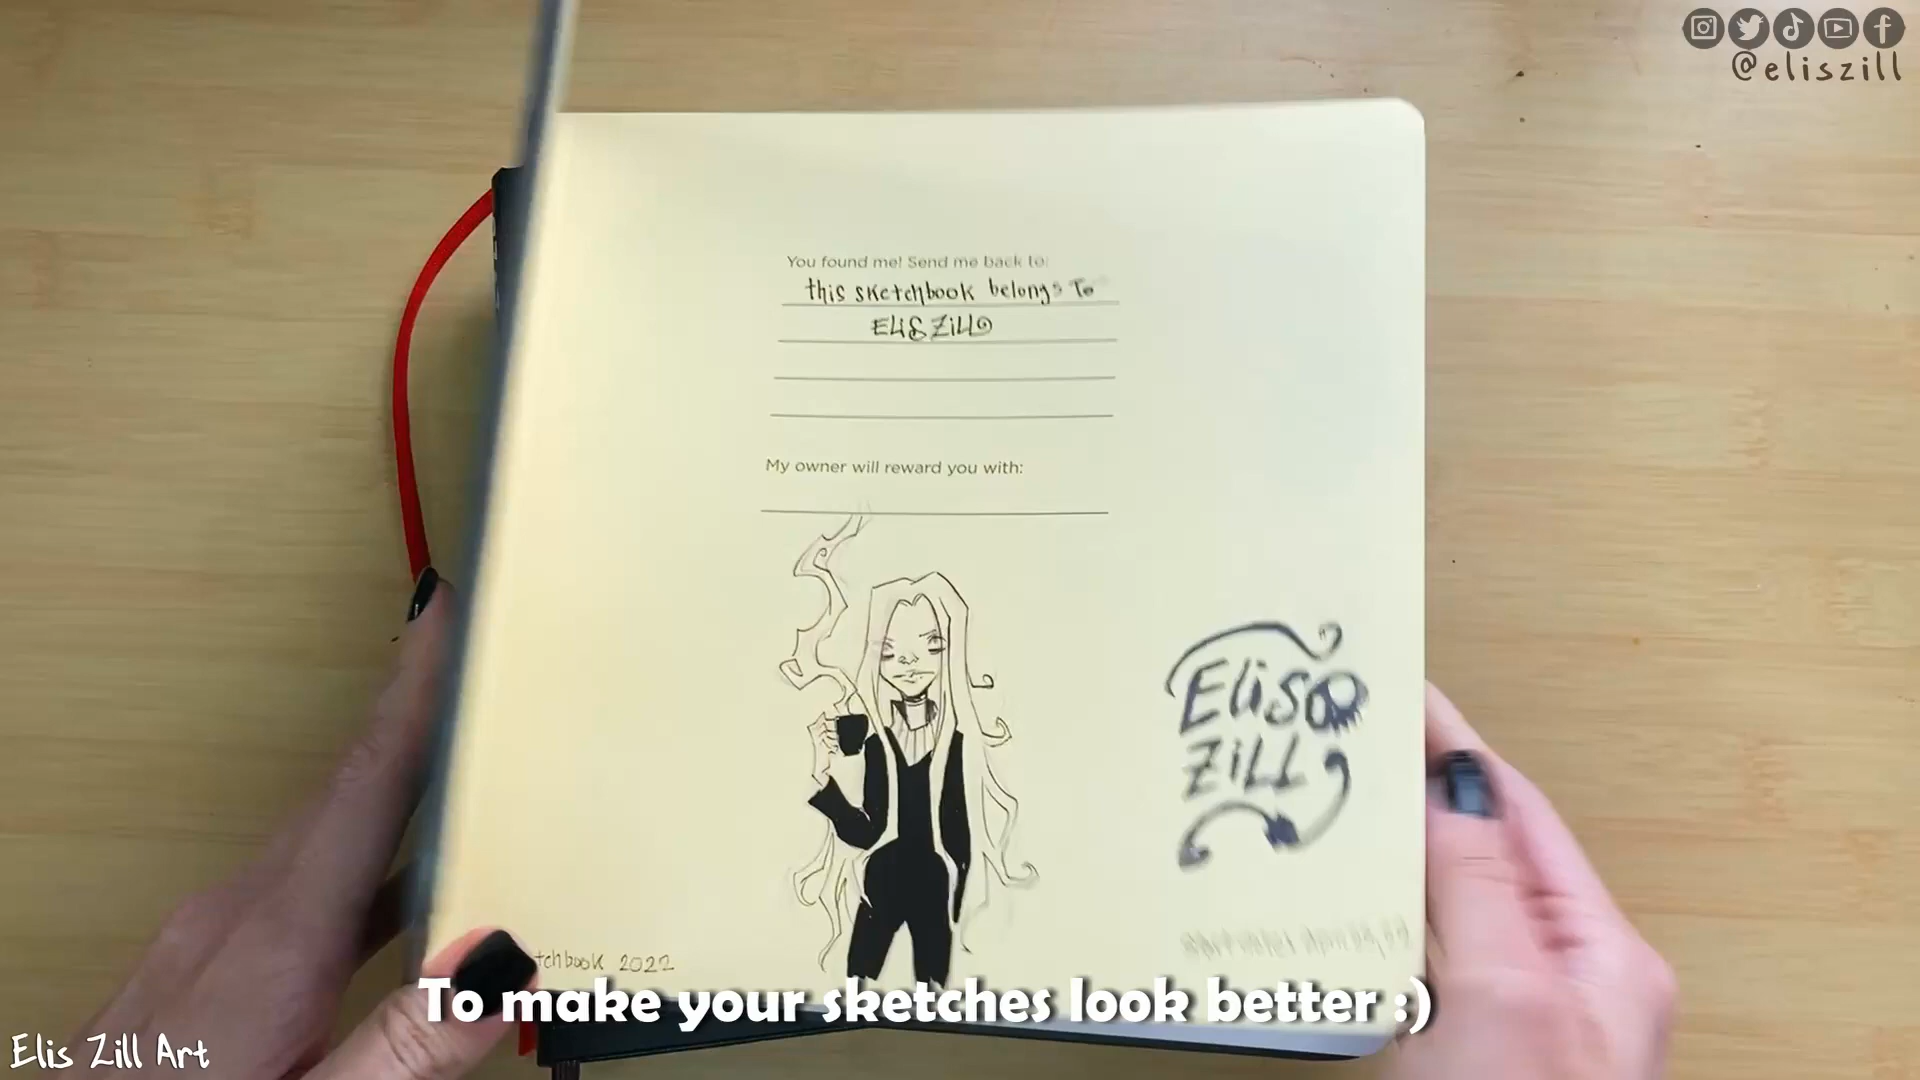 @eliszill
You found me! Send me back to:
this sketchbook belongs to
ELIS ZILL
My owner will reward you with:
ELiS
ZiLL
tchbook 2022
To make your sketches look better :)
Elis Zill Art